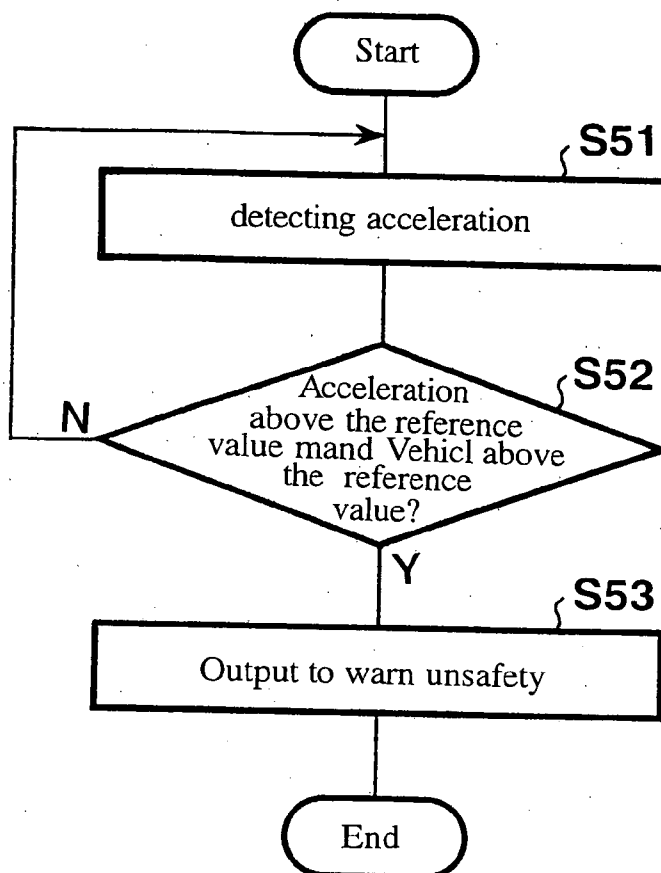 Start
S51
detecting acceleration
S52
Acceleration
above the reference
value mand Vehicl above
the reference
value?
N
Y
S53
Output to warn unsafety
End